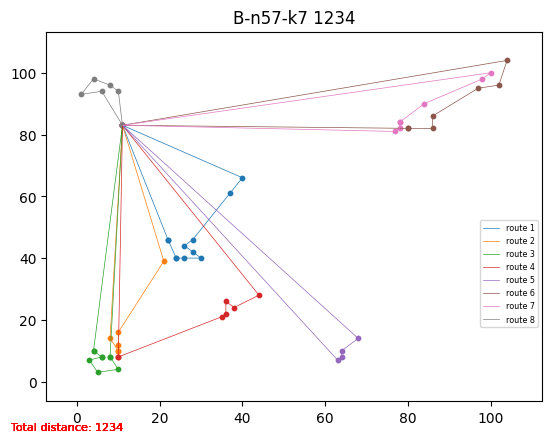 B-n57-k7 1234
100
80
60
40
20
0
route 1
route 2
route 3
route 4
route 5
route 6
route 7
route 8
0 20 40 60 80 100
Total distance: 1234